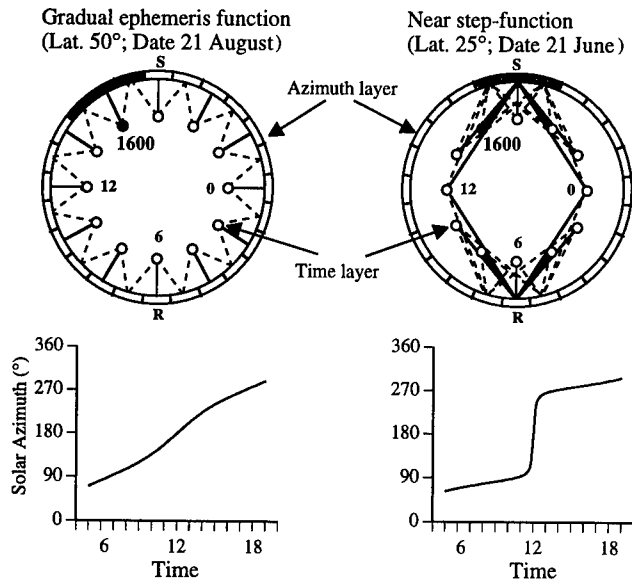 Gradual ephemeris function
(Lat. 50°; Date 21 August)
Near step-function
(Lat. 25°; Date 21 June)
S
Azimuth layer
S
1600
12
0
6
R
Time layer
1600
12
0
6
R
Solar Azimuth (°)
360
270
180
90
0
6
12
18
Time
360
270
180
90
0
6
12
18
Time